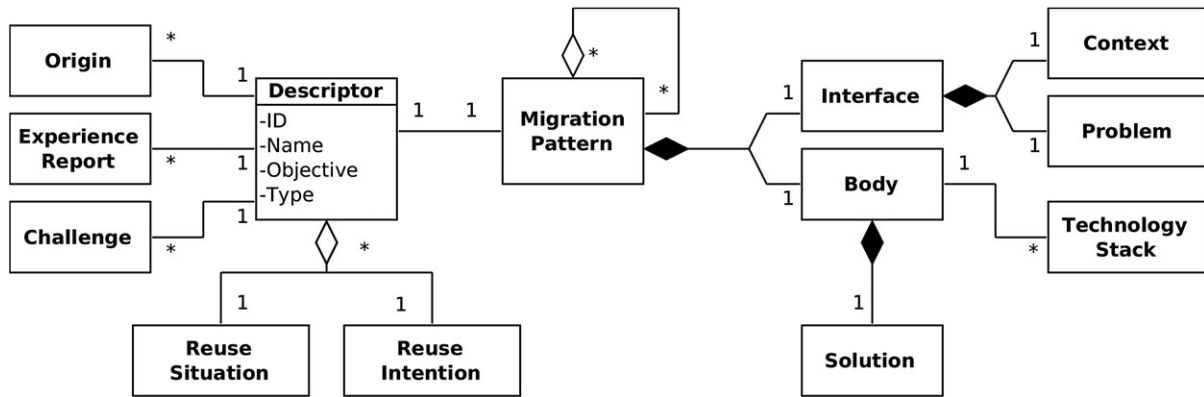 Origin
*
1
Descriptor
-ID
-Name
-Objective
-Type
Experience
Report
*
1
Challenge
*
1
*
1
1
Reuse
Situation
Reuse
Intention
1
1
Migration
Pattern
*
*
1
1
Interface
1
1
Context
Problem
Body
1
*
Technology
Stack
1
Solution